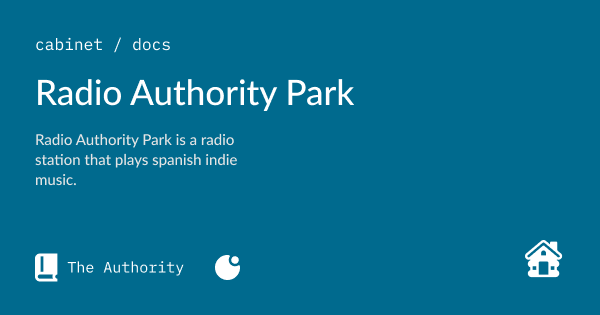 cabinet / docs
Radio Authority Park
Radio Authority Park is a radio
station that plays spanish indie
music.
The Authority